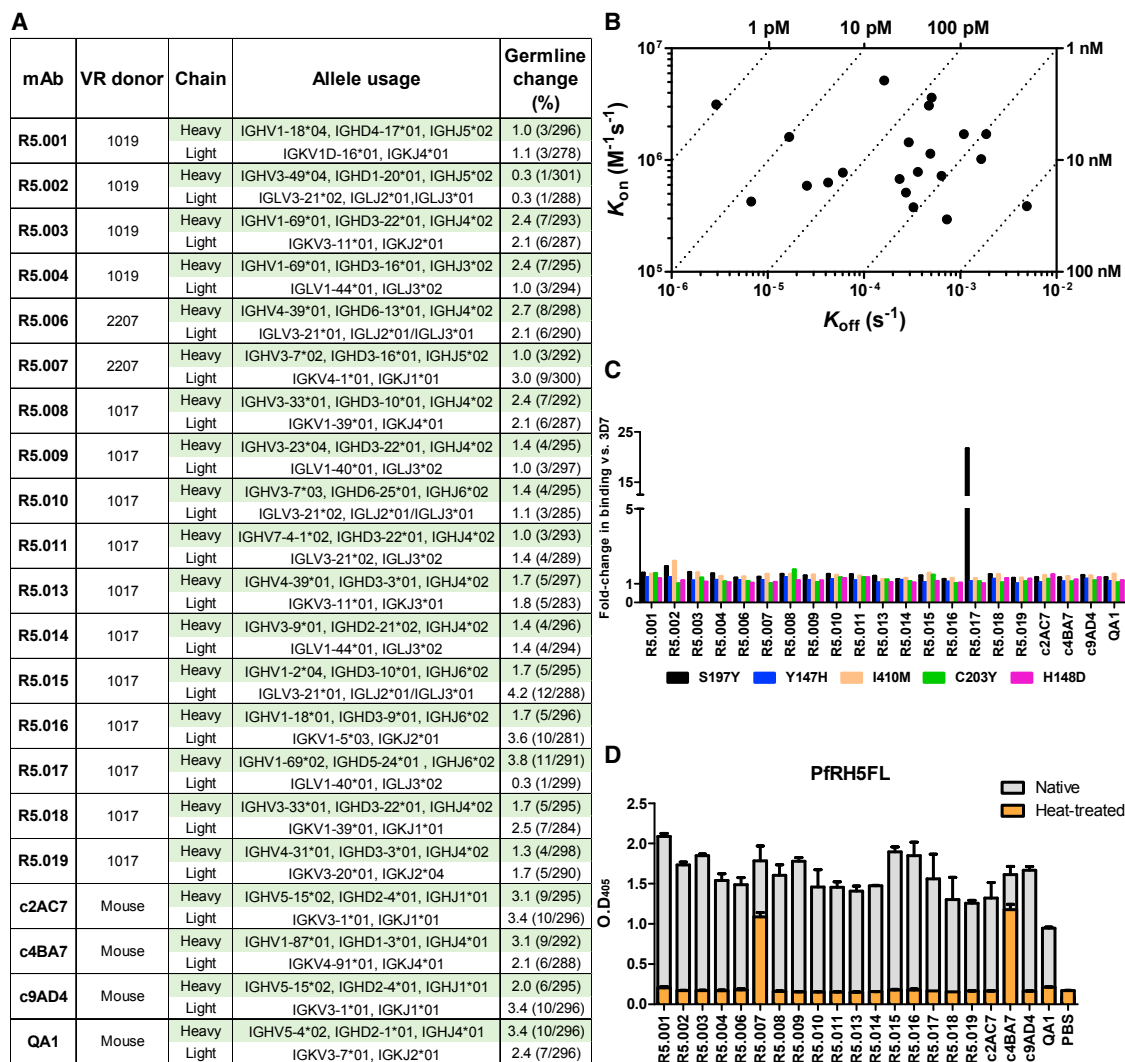 A
mAb VR donor Chain Allele usage Germline change (%)
R5.001 1019 Heavy IGHV1-18*04, IGHD4-17*01, IGHJ5*02 1.0 (3/296)
Light IGKV1D-16*01, IGKJ4*01 1.1 (3/278)
R5.002 1019 Heavy IGHV3-49*04, IGHD1-20*01, IGHJ5*02 0.3 (1/301)
Light IGLV3-21*02, IGLJ2*01,IGLJ3*01 0.3 (1/288)
R5.003 1019 Heavy IGHV1-69*01, IGHD3-22*01, IGHJ4*02 2.4 (7/293)
Light IGKV3-11*01, IGKJ2*01 2.1 (6/287)
R5.004 1019 Heavy IGHV1-69*01, IGHD3-16*01, IGHJ3*02 2.4 (7/295)
Light IGLV1-44*01, IGLJ3*02 1.0 (3/294)
R5.006 2207 Heavy IGHV4-39*01, IGHD6-13*01, IGHJ4*02 2.7 (8/298)
Light IGLV3-21*01, IGLJ2*01/IGLJ3*01 2.1 (6/290)
R5.007 2207 Heavy IGHV3-7*02, IGHD3-16*01, IGHJ5*02 1.0 (3/292)
Light IGKV4-1*01, IGKJ1*01 3.0 (9/300)
R5.008 1017 Heavy IGHV3-33*01, IGHD3-10*01, IGHJ4*02 2.4 (7/292)
Light IGKV1-39*01, IGKJ4*01 2.1 (6/287)
R5.009 1017 Heavy IGHV3-23*04, IGHD3-22*01, IGHJ4*02 1.4 (4/295)
Light IGLV1-40*01, IGLJ3*02 1.0 (3/297)
R5.010 1017 Heavy IGHV3-7*03, IGHD6-25*01, IGHJ6*02 1.4 (4/295)
Light IGLV3-21*02, IGLJ2*01/IGLJ3*01 1.1 (3/285)
R5.011 1017 Heavy IGHV7-4-1*02, IGHD3-22*01, IGHJ4*02 1.0 (3/293)
Light IGLV3-21*02, IGLJ3*02 1.4 (4/289)
R5.013 1017 Heavy IGHV4-39*01, IGHD3-3*01, IGHJ4*02 1.7 (5/297)
Light IGKV3-11*01, IGKJ3*01 1.8 (5/283)
R5.014 1017 Heavy IGHV3-9*01, IGHD2-21*02, IGHJ4*02 1.4 (4/296)
Light IGLV1-44*01, IGLJ3*02 1.4 (4/294)
R5.015 1017 Heavy IGHV1-2*04, IGHD3-10*01, IGHJ6*02 1.7 (5/295)
Light IGLV3-21*01, IGLJ2*01/IGLJ3*01 4.2 (12/288)
R5.016 1017 Heavy IGHV1-18*01, IGHD3-9*01, IGHJ6*02 1.7 (5/296)
Light IGKV1-5*03, IGKJ2*01 3.6 (10/281)
R5.017 1017 Heavy IGHV1-69*02, IGHD5-24*01 , IGHJ6*02 3.8 (11/291)
Light IGLV1-40*01, IGLJ3*02 0.3 (1/299)
R5.018 1017 Heavy IGHV3-33*01, IGHD3-22*01, IGHJ4*02 1.7 (5/295)
Light IGKV1-39*01, IGKJ1*01 2.5 (7/284)
R5.019 1017 Heavy IGHV4-31*01, IGHD3-3*01, IGHJ4*02 1.3 (4/298)
Light IGKV3-20*01, IGKJ2*04 1.7 (5/290)
c2AC7 Mouse Heavy IGHV5-15*02, IGHD2-4*01, IGHJ1*01 3.1 (9/295)
Light IGKV3-1*01, IGKJ1*01 3.4 (10/296)
c4BA7 Mouse Heavy IGHV1-87*01, IGHD1-3*01, IGHJ4*01 3.1 (9/292)
Light IGKV4-91*01, IGKJ4*01 2.1 (6/288)
c9AD4 Mouse Heavy IGHV5-15*02, IGHD2-4*01, IGHJ1*01 2.0 (6/295)
Light IGKV3-1*01, IGKJ1*01 3.4 (10/296)
QA1 Mouse Heavy IGHV5-4*02, IGHD2-1*01, IGHJ4*01 3.4 (10/296)
Light IGKV3-7*01, IGKJ2*01 2.4 (7/296)
B
1 pM 10 pM 100 pM
10⁷ 1 nM
10⁶ 10 nM
10⁵ 100 nM
Kon (M⁻¹s⁻¹)
10⁻⁶ 10⁻⁵ 10⁻⁴ 10⁻³ 10⁻²
Koff (s⁻¹)
C
Fold-change in binding vs. 3D7
25
15
5
1
0
R5.001 R5.002 R5.003 R5.004 R5.006 R5.007 R5.008 R5.009 R5.010 R5.011 R5.013 R5.014 R5.015 R5.016 R5.017 R5.018 R5.019 c2AC7 c4BA7 c9AD4 QA1
S197Y Y147H I410M C203Y H148D
D
PfRH5FL
Native
Heat-treated
O.D405
2.5
2.0
1.5
1.0
0.5
0.0
R5.001 R5.002 R5.003 R5.004 R5.006 R5.007 R5.008 R5.009 R5.010 R5.011 R5.013 R5.014 R5.015 R5.016 R5.017 R5.018 R5.019 c2AC7 c4BA7 c9AD4 QA1 PBS